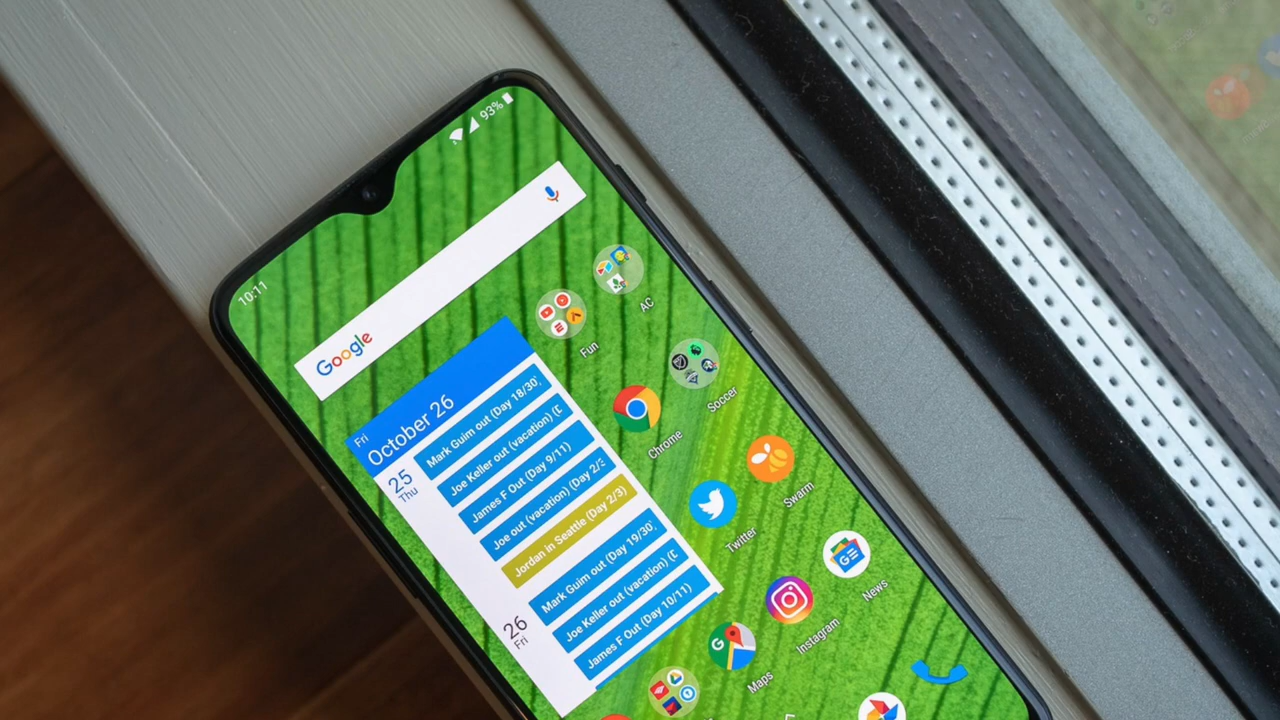 10:11
93%
Google
Fri
October 26
25
Thu
Mark Guim out (Day 18/30)
Joe Keller out (vacation) (D
James F Out (Day 9/11)
Joe out (vacation) (Day 2/3
Jordan in Seattle (Day 2/3)
26
Fri
Mark Guim out (Day 19/30)
Joe Keller out (vacation) (D
James F Out (Day 10/11)
Fun
AC
Chrome
Soccer
Twitter
Swarm
Maps
Instagram
News